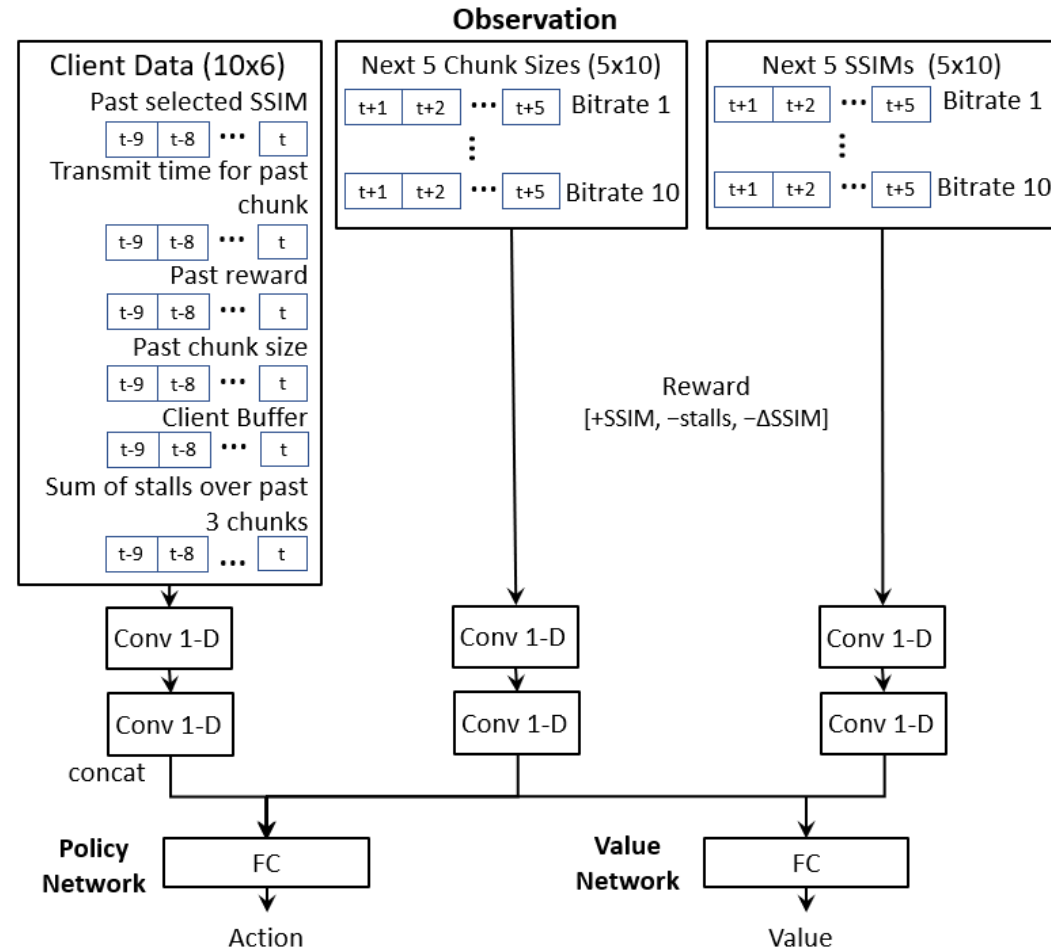 Observation
Client Data (10x6)
Past selected SSIM
t-9 t-8 ··· t
Transmit time for past
chunk
t-9 t-8 ··· t
Past reward
t-9 t-8 ··· t
Past chunk size
t-9 t-8 ··· t
Client Buffer
t-9 t-8 ··· t
Sum of stalls over past
3 chunks
t-9 t-8 ... t
Next 5 Chunk Sizes (5x10)
t+1 t+2 ··· t+5 Bitrate 1
⋮
t+1 t+2 ··· t+5 Bitrate 10
Next 5 SSIMs (5x10)
t+1 t+2 ··· t+5 Bitrate 1
⋮
t+1 t+2 ··· t+5 Bitrate 10
Reward
[+SSIM, −stalls, −ΔSSIM]
Conv 1-D
Conv 1-D
Conv 1-D
Conv 1-D
Conv 1-D
Conv 1-D
concat
Policy
Network
FC
Action
Value
Network
FC
Value